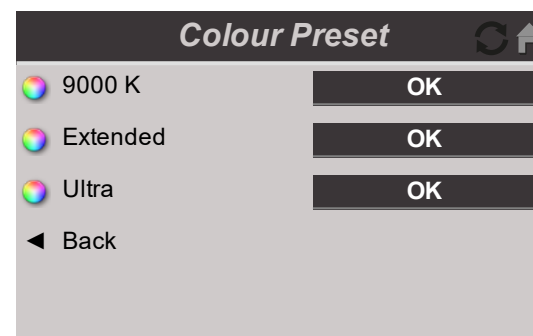 Colour Preset
9000 K OK
Extended OK
Ultra OK
Back